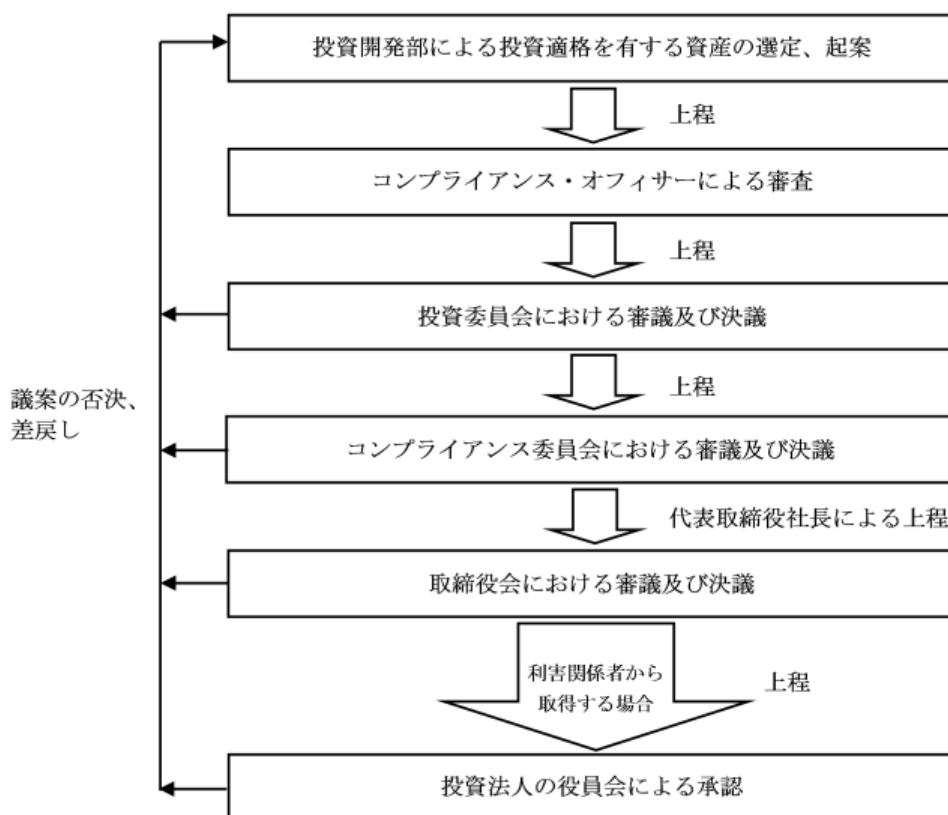 投資開発部による投資適格を有する資産の選定、起案
上程
コンプライアンス・オフィサーによる審査
上程
投資委員会における審議及び決議
上程
議案の否決、
差戻し
コンプライアンス委員会における審議及び決議
代表取締役社長による上程
取締役会における審議及び決議
利害関係者から
取得する場合
上程
投資法人の役員会による承認